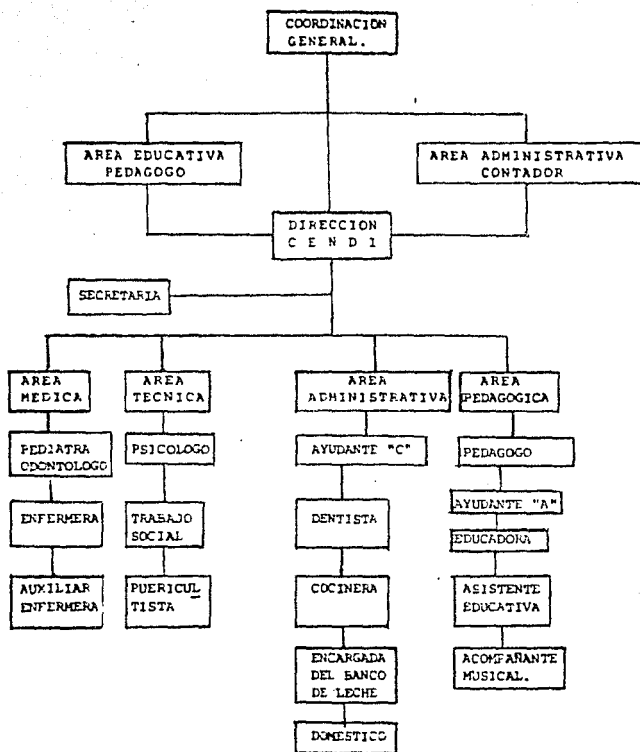 COORDINACION
GENERAL.
AREA EDUCATIVA
PEDAGOGO
AREA ADMINISTRATIVA
CONTADOR
DIRECCION
C E N D I
SECRETARIA
AREA
MEDICA
PEDIATRA
ODONTOLOGO
ENFERMERA
AUXILIAR
ENFERMERA
AREA
TECNICA
PSICOLOGO
TRABAJO
SOCIAL
PUERICUL
TISTA
AREA
ADMINISTRATIVA
AYUDANTE "C"
DENTISTA
COCINERA
ENCARGADA
DEL BANCO
DE LECHE
DOMESTICO
AREA
PEDAGOGICA
PEDAGOGO
AYUDANTE "A"
EDUCADORA
ASISTENTE
EDUCATIVA
ACOMPAÑANTE
MUSICAL.